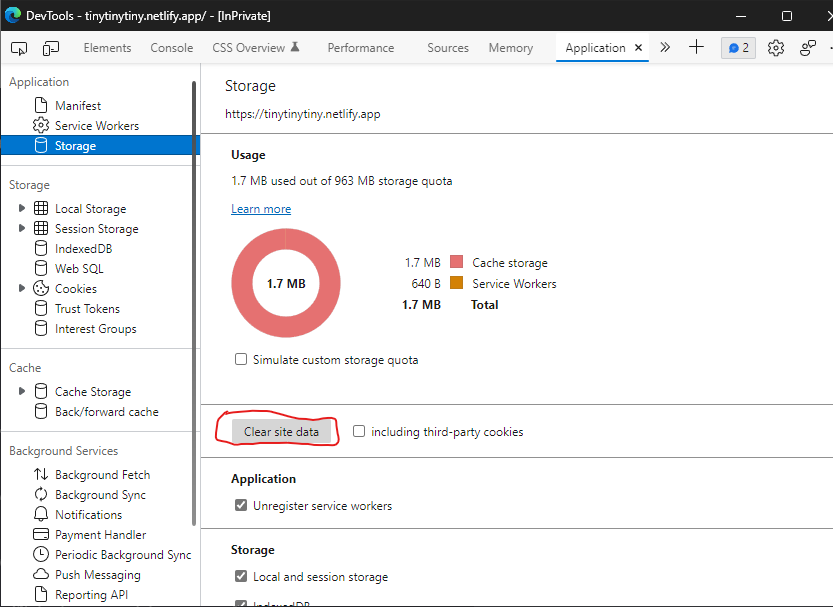 DevTools - tinytinytiny.netlify.app/ - [InPrivate]
Elements Console CSS Overview Performance Sources Memory Application 2
Application
Manifest
Service Workers
Storage
Storage
Local Storage
Session Storage
IndexedDB
Web SQL
Cookies
Trust Tokens
Interest Groups
Cache
Cache Storage
Back/forward cache
Background Services
Background Fetch
Background Sync
Notifications
Payment Handler
Periodic Background Sync
Push Messaging
Reporting API
Storage
https://tinytinytiny.netlify.app
Usage
1.7 MB used out of 963 MB storage quota
Learn more
1.7 MB
1.7 MB Cache storage
640 B Service Workers
1.7 MB Total
Simulate custom storage quota
Clear site data including third-party cookies
Application
Unregister service workers
Storage
Local and session storage
IndexedDB